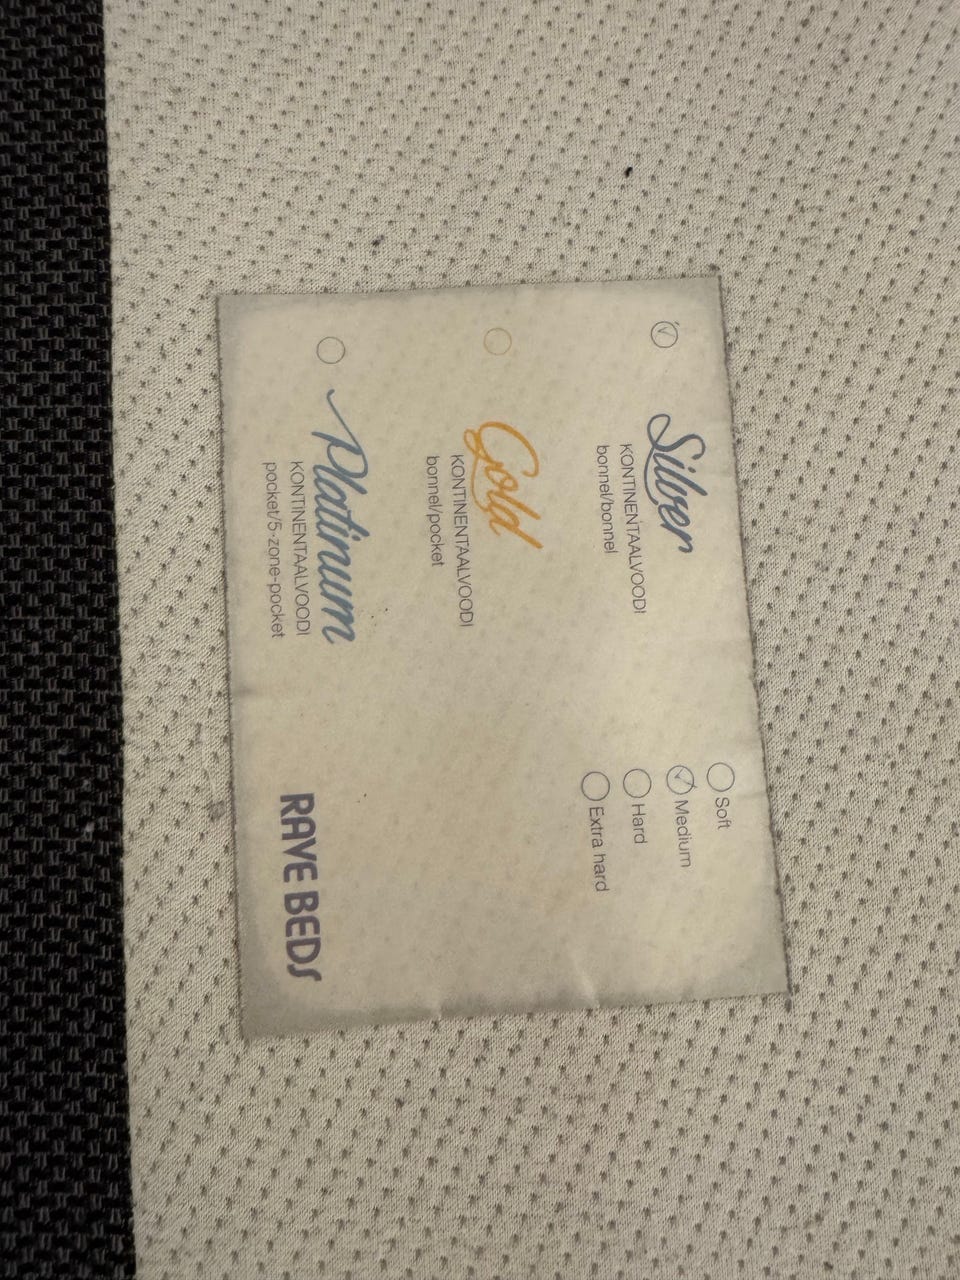 Silver
KONTINENTAALVOODI
bonnel/bonnel
Gold
KONTINENTAALVOODI
bonnel/pocket
Platinum
KONTINENTAALVOODI
pocket/5-zone-pocket
Soft
Medium
Hard
Extra hard
RAVE BEDS